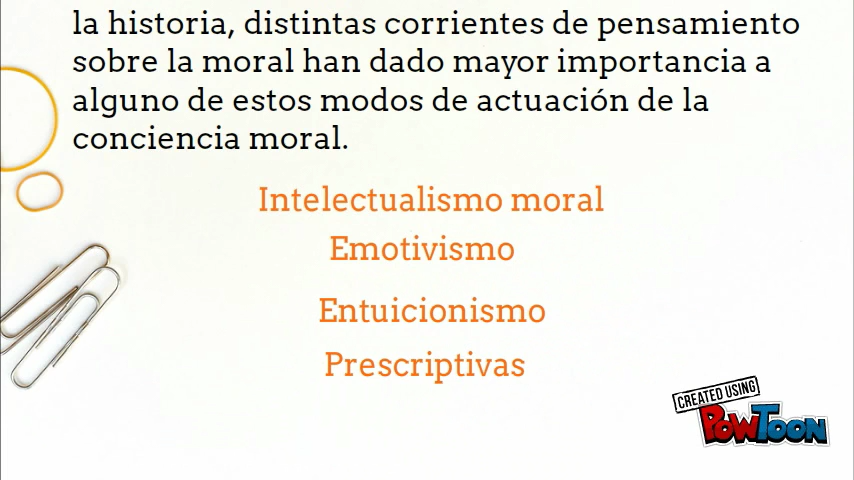 la historia, distintas corrientes de pensamiento
sobre la moral han dado mayor importancia a
alguno de estos modos de actuación de la
conciencia moral.
Intelectualismo moral
Emotivismo
Entuicionismo
Prescriptivas
CREATED USING
POWTOON